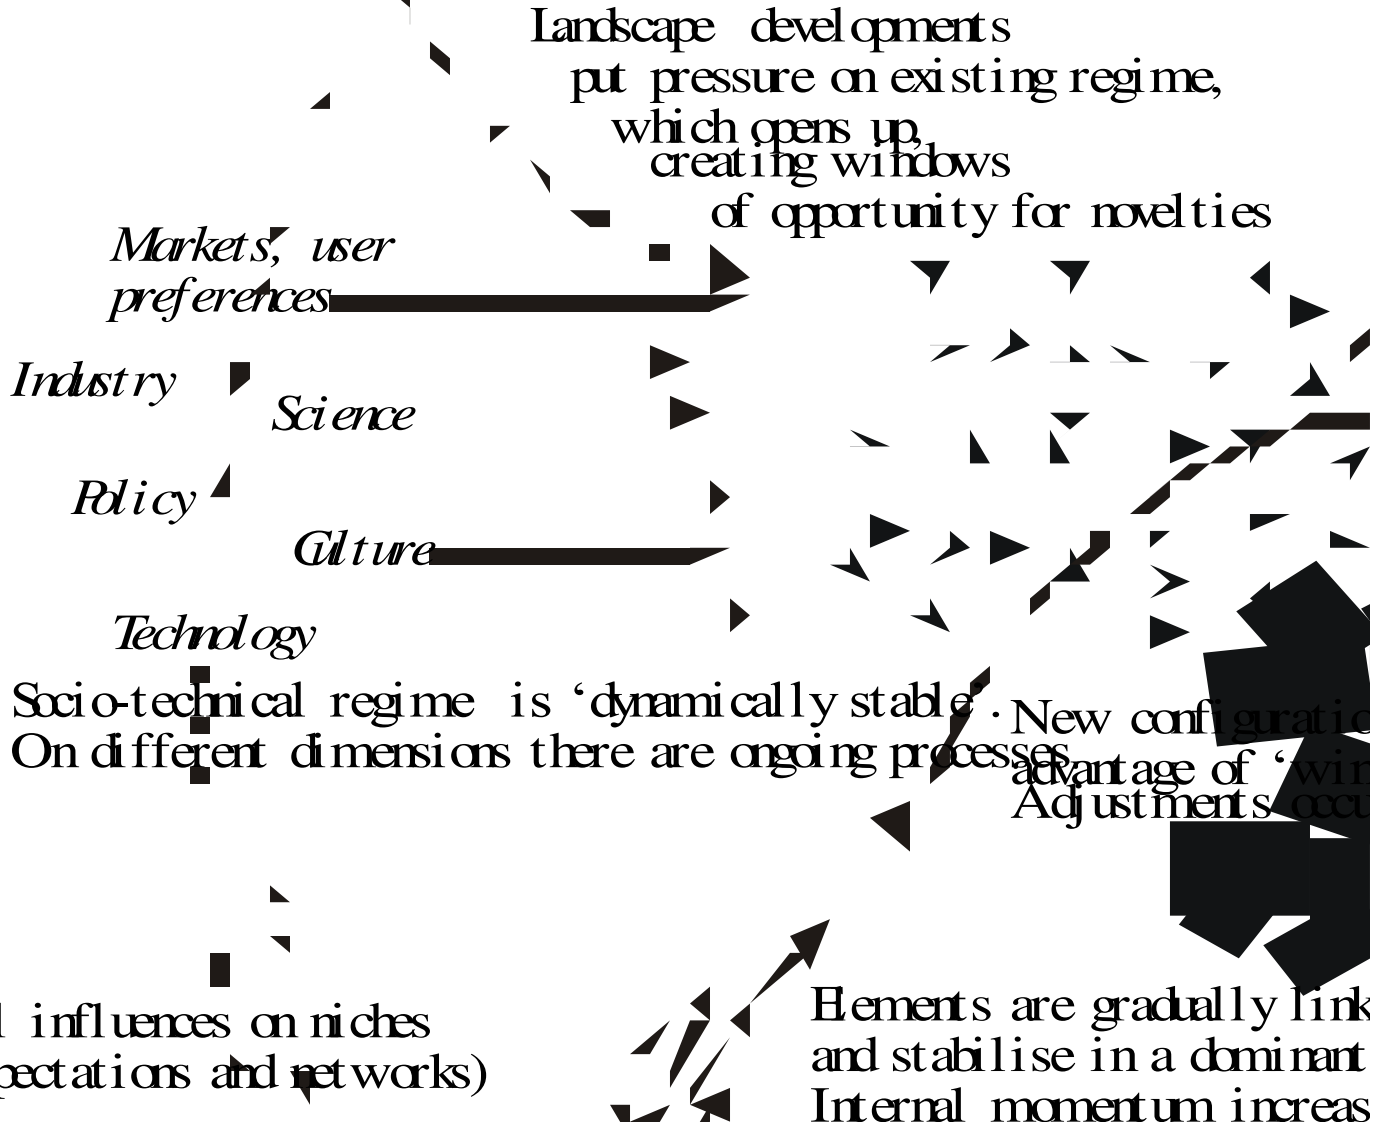 Landscape developments
put pressure on existing regime,
which opens up,
creating windows
of opportunity for novelties
Markets, user
preferences
Industry
Science
Policy
Culture
Technology
Socio-technical regime is ‘dynamically stable’.
On different dimensions there are ongoing processes
New configuratio
advantage of ‘win
Adjustments occu
l influences on niches
pectations and networks)
Elements are gradually link
and stabilise in a dominant
Internal momentum increas